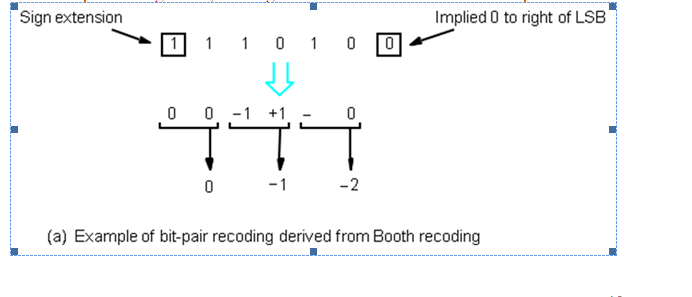 Sign extension Implied 0 to right of LSB
1 1 1 0 1 0 0
0 0 -1 +1 - 0
0 -1 -2
(a) Example of bit-pair recoding derived from Booth recoding